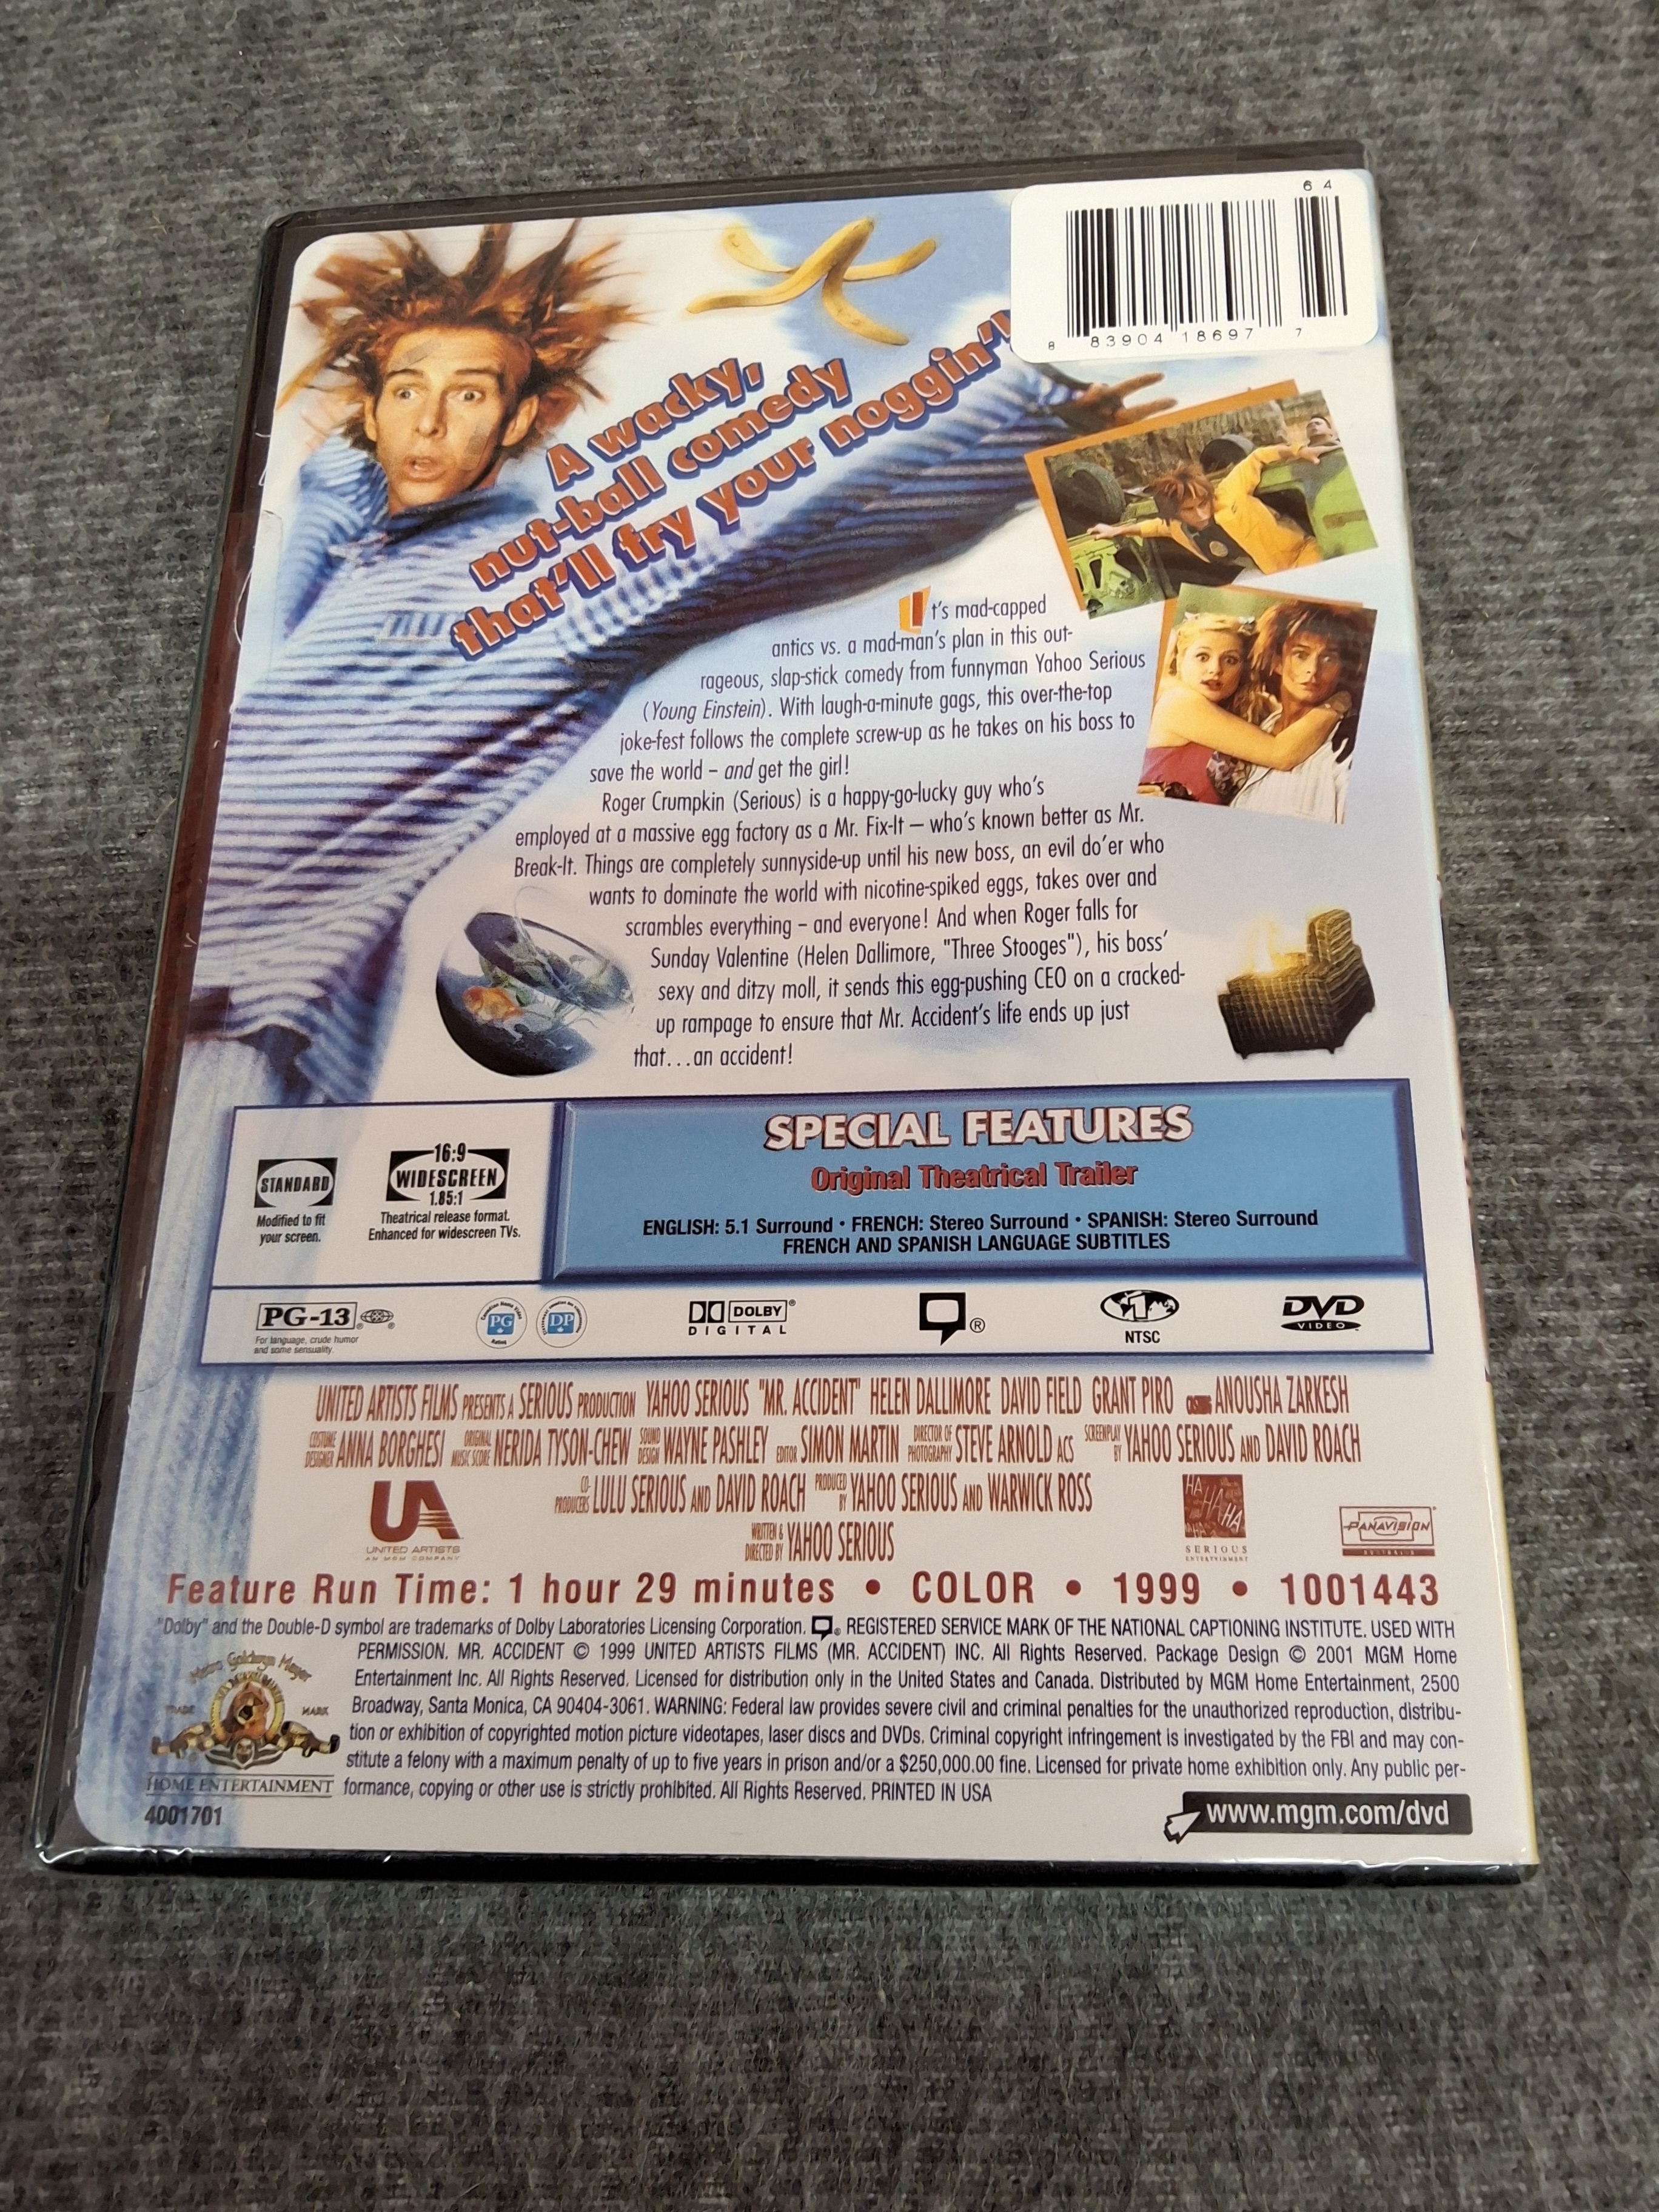 64
8 83904 18697 7
A wacky,
nut-ball comedy
that'll fry your noggin'!
It's mad-capped
antics vs. a mad-man's plan in this out-
rageous, slap-stick comedy from funnyman Yahoo Serious
(Young Einstein). With laugh-a-minute gags, this over-the-top
joke-fest follows the complete screw-up as he takes on his boss to
save the world – and get the girl!
Roger Crumpkin (Serious) is a happy-go-lucky guy who's
employed at a massive egg factory as a Mr. Fix-It – who's known better as Mr.
Break-It. Things are completely sunnyside-up until his new boss, an evil do'er who
wants to dominate the world with nicotine-spiked eggs, takes over and
scrambles everything – and everyone! And when Roger falls for
Sunday Valentine (Helen Dallimore, "Three Stooges"), his boss'
sexy and ditzy moll, it sends this egg-pushing CEO on a cracked-
up rampage to ensure that Mr. Accident's life ends up just
that...an accident!
SPECIAL FEATURES
Original Theatrical Trailer
ENGLISH: 5.1 Surround • FRENCH: Stereo Surround • SPANISH: Stereo Surround
FRENCH AND SPANISH LANGUAGE SUBTITLES
STANDARD
Modified to fit
your screen.
16:9
WIDESCREEN
1.85:1
Theatrical release format.
Enhanced for widescreen TVs.
PG-13 ®
For language, crude humor
and some sensuality.
PG
DP
DOLBY®
DIGITAL
®
NTSC
DVD
VIDEO
UNITED ARTISTS FILMS PRESENTS A SERIOUS PRODUCTION YAHOO SERIOUS "MR. ACCIDENT" HELEN DALLIMORE DAVID FIELD GRANT PIRO CASTING ANOUSHA ZARKESH
COSTUME DESIGNER ANNA BORGHESI ORIGINAL MUSIC SCORE NERIDA TYSON-CHEW SOUND DESIGN WAYNE PASHLEY EDITOR SIMON MARTIN DIRECTOR OF PHOTOGRAPHY STEVE ARNOLD ACS SCREENPLAY BY YAHOO SERIOUS AND DAVID ROACH
CO-PRODUCERS LULU SERIOUS AND DAVID ROACH PRODUCED BY YAHOO SERIOUS AND WARWICK ROSS
WRITTEN & DIRECTED BY YAHOO SERIOUS
UA
UNITED ARTISTS
AN MGM COMPANY
HA HA HA
SERIOUS
ENTERTAINMENT
PANAVISION
AUSTRALIA
Feature Run Time: 1 hour 29 minutes • COLOR • 1999 • 1001443
"Dolby" and the Double-D symbol are trademarks of Dolby Laboratories Licensing Corporation. ® REGISTERED SERVICE MARK OF THE NATIONAL CAPTIONING INSTITUTE. USED WITH
PERMISSION. MR. ACCIDENT © 1999 UNITED ARTISTS FILMS (MR. ACCIDENT) INC. All Rights Reserved. Package Design © 2001 MGM Home
Entertainment Inc. All Rights Reserved. Licensed for distribution only in the United States and Canada. Distributed by MGM Home Entertainment, 2500
Broadway, Santa Monica, CA 90404-3061. WARNING: Federal law provides severe civil and criminal penalties for the unauthorized reproduction, distribu-
tion or exhibition of copyrighted motion picture videotapes, laser discs and DVDs. Criminal copyright infringement is investigated by the FBI and may con-
stitute a felony with a maximum penalty of up to five years in prison and/or a $250,000.00 fine. Licensed for private home exhibition only. Any public per-
formance, copying or other use is strictly prohibited. All Rights Reserved. PRINTED IN USA
Metro Goldwyn Mayer
TRADE MARK
HOME ENTERTAINMENT
4001701
www.mgm.com/dvd